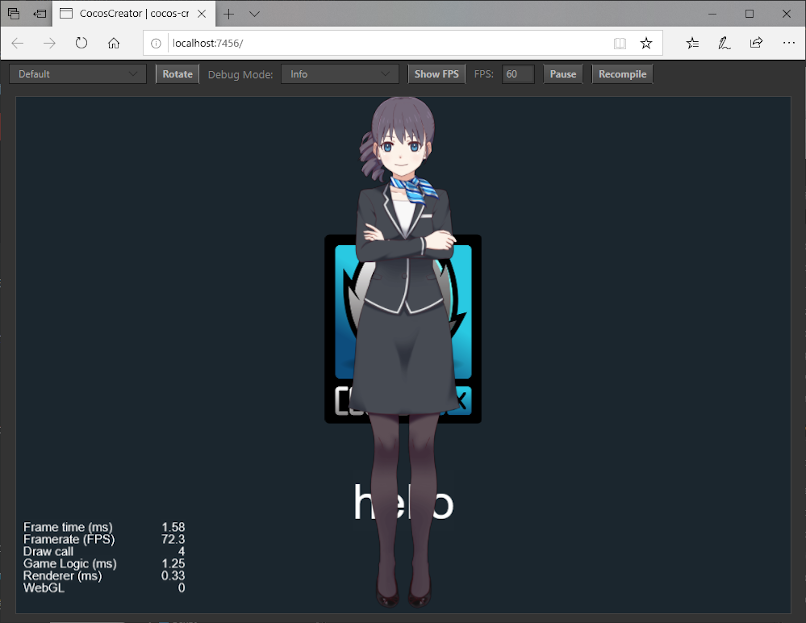 CocosCreator | cocos-cr
localhost:7456/
Default
Rotate
Debug Mode:
Info
Show FPS
FPS:
60
Pause
Recompile
hello
Frame time (ms) 1.58
Framerate (FPS) 72.3
Draw call 4
Game Logic (ms) 1.25
Renderer (ms) 0.33
WebGL 0